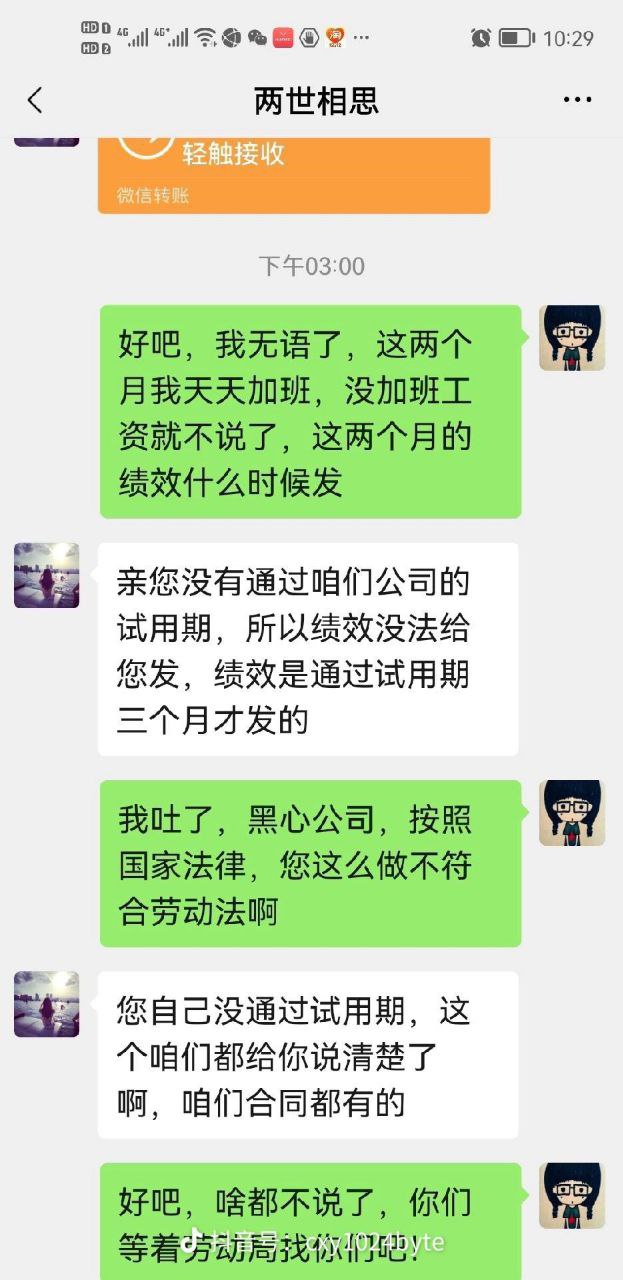 HD 1 4G 4G+ 10:29
HD 2
两世相思
轻触接收
微信转账
下午03:00
好吧，我无语了，这两个
月我天天加班，没加班工
资就不说了，这两个月的
绩效什么时候发
亲您没有通过咱们公司的
试用期，所以绩效没法给
您发，绩效是通过试用期
三个月才发的
我吐了，黑心公司，按照
国家法律，您这么做不符
合劳动法啊
您自己没通过试用期，这
个咱们都给你说清楚了
啊，咱们合同都有的
好吧，啥都不说了，你们
等着劳动局找你们吧！
抖音号：cxy1024byte